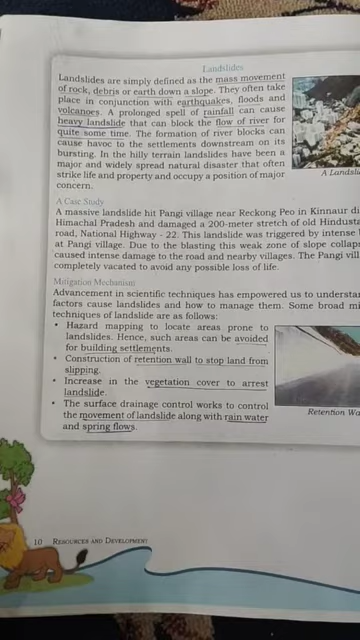 Landslides
Landslides are simply defined as the mass movement
of rock, debris or earth down a slope. They often take
place in conjunction with earthquakes, floods and
volcanoes. A prolonged spell of rainfall can cause
heavy landslide that can block the flow of river for
quite some time. The formation of river blocks can
cause havoc to the settlements downstream on its
bursting. In the hilly terrain landslides have been a
major and widely spread natural disaster that often
strike life and property and occupy a position of major
concern.
A Landsli
A Case Study
A massive landslide hit Pangi village near Reckong Peo in Kinnaur di
Himachal Pradesh and damaged a 200-meter stretch of old Hindusta
road, National Highway - 22. This landslide was triggered by intense
at Pangi village. Due to the blasting this weak zone of slope collap
caused intense damage to the road and nearby villages. The Pangi vill
completely vacated to avoid any possible loss of life.
Mitigation Mechanism
Advancement in scientific techniques has empowered us to understan
factors cause landslides and how to manage them. Some broad mi
techniques of landslide are as follows:
• Hazard mapping to locate areas prone to
landslides. Hence, such areas can be avoided
for building settlements.
• Construction of retention wall to stop land from
slipping.
• Increase in the vegetation cover to arrest
landslide.
• The surface drainage control works to control
the movement of landslide along with rain water
and spring flows.
Retention Wa
10 RESOURCES AND DEVELOPMENT